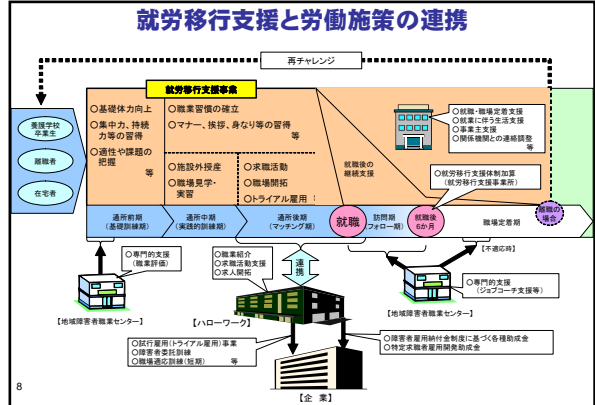 就労移行支援と労働施策の連携
再チャレンジ
就労移行支援事業
養護学校
卒業生
離職者
在宅者
○基礎体力向上
○集中力、持続
力等の習得
○適性や課題の
把握
等
○職業習慣の確立
○マナー、挨拶、身なり等の習得
等
○施設外授産
○職場見学・
実習
○求職活動
○職場開拓
○トライアル雇用
就職後の
継続支援
○就職・職場定着支援
○就業に伴う生活支援
○事業主支援
○関係機関との連絡調整
等
○就労移行支援体制加算
(就労移行支援事業所)
通所前期
(基礎訓練期)
通所中期
(実践的訓練期)
通所後期
(マッチング期)
就職
訪問期
(フォロー期)
就職後
6か月
職場定着期
離職の
場合
【不適応時】
○専門的支援
(職業評価)
【地域障害者職業センター】
○職業紹介
○求職活動支援
○求人開拓
連携
【ハローワーク】
○専門的支援
(ジョブコーチ支援等)
【地域障害者職業センター】
○試行雇用(トライアル雇用)事業
○障害者委託訓練
○職場適応訓練(短期) 等
○障害者雇用納付金制度に基づく各種助成金
○特定求職者雇用開発助成金
【企 業】
8